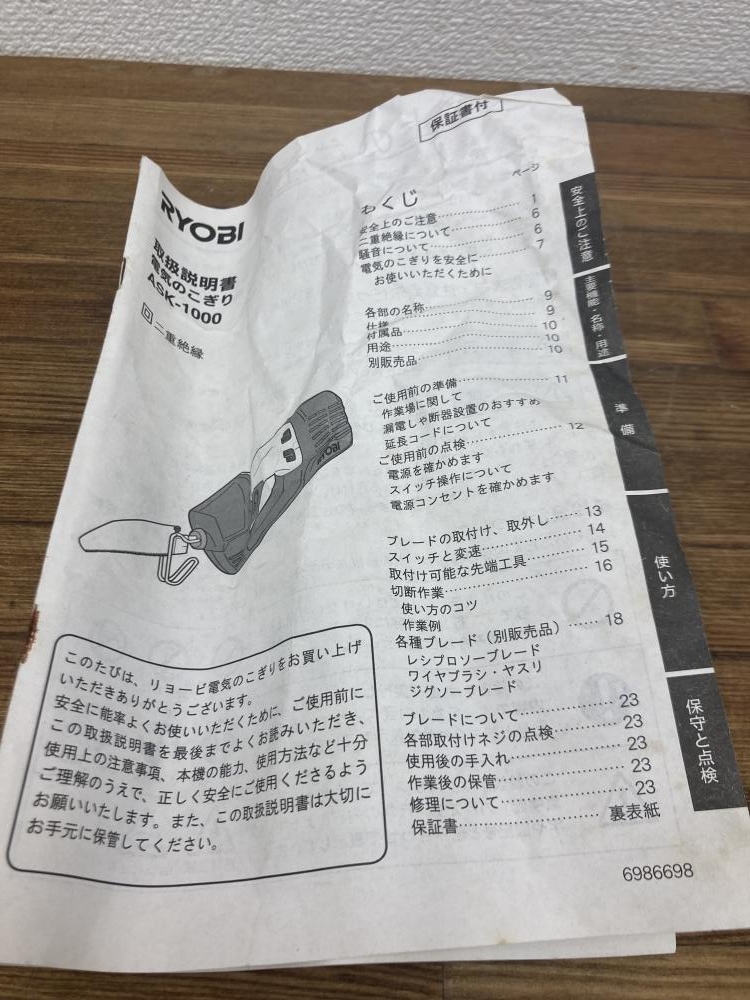 保証書付
RYOBI
取扱説明書
電気のこぎり
ASK-1000
二重絶縁
RYOBI
このたびは、リョービ電気のこぎりをお買い上げ
いただきありがとうございます。
安全に能率よくお使いいただくために、ご使用前に
この取扱説明書を最後までよくお読みいただき、
使用上の注意事項、本機の能力、使用方法など十分
ご理解のうえで、正しく安全にご使用くださるよう
お願いいたします。また、この取扱説明書は大切に
お手元に保管してください。
もくじ
ページ
安全上のご注意 1
二重絶縁について 6
騒音について 6
電気のこぎりを安全に 7
お使いいただくために
各部の名称 9
仕様 9
付属品 10
用途 10
別販売品 10
ご使用前の準備 11
作業場に関して
漏電しゃ断器設置のおすすめ
延長コードについて
ご使用前の点検 12
電源を確かめます
スイッチ操作について
電源コンセントを確かめます
ブレードの取付け、取外し 13
スイッチと変速 14
取付け可能な先端工具 15
切断作業 16
使い方のコツ
作業例
各種ブレード（別販売品） 18
レシプロソーブレード
ワイヤブラシ・ヤスリ
ジグソーブレード
ブレードについて 23
各部取付けネジの点検 23
使用後の手入れ 23
作業後の保管 23
修理について 23
保証書 裏表紙
安全上のご注意
主要機能・名称・用途
準備
使い方
保守と点検
6986698